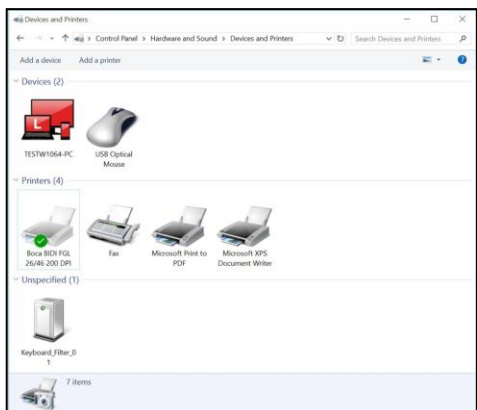 Devices and Printers
Control Panel > Hardware and Sound > Devices and Printers
Search Devices and Printers
Add a device Add a printer
Devices (2)
L
TESTW1064-PC
USB Optical
Mouse
Printers (4)
Boca BIDI FGL
26/46 200 DPI
Fax
Microsoft Print to
PDF
Microsoft XPS
Document Writer
Unspecified (1)
Keyboard_Filter_0
1
7 items